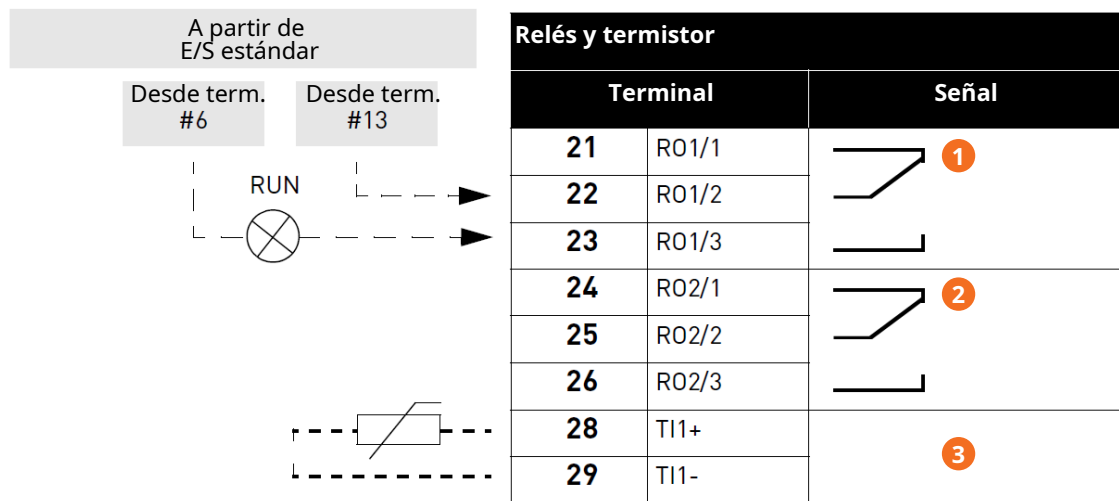 A partir de
E/S estándar
Desde term.
#6
Desde term.
#13
RUN
Relés y termistor
Terminal Señal
21 RO1/1 1
22 RO1/2
23 RO1/3
24 RO2/1 2
25 RO2/2
26 RO2/3
28 TI1+
29 TI1-
3